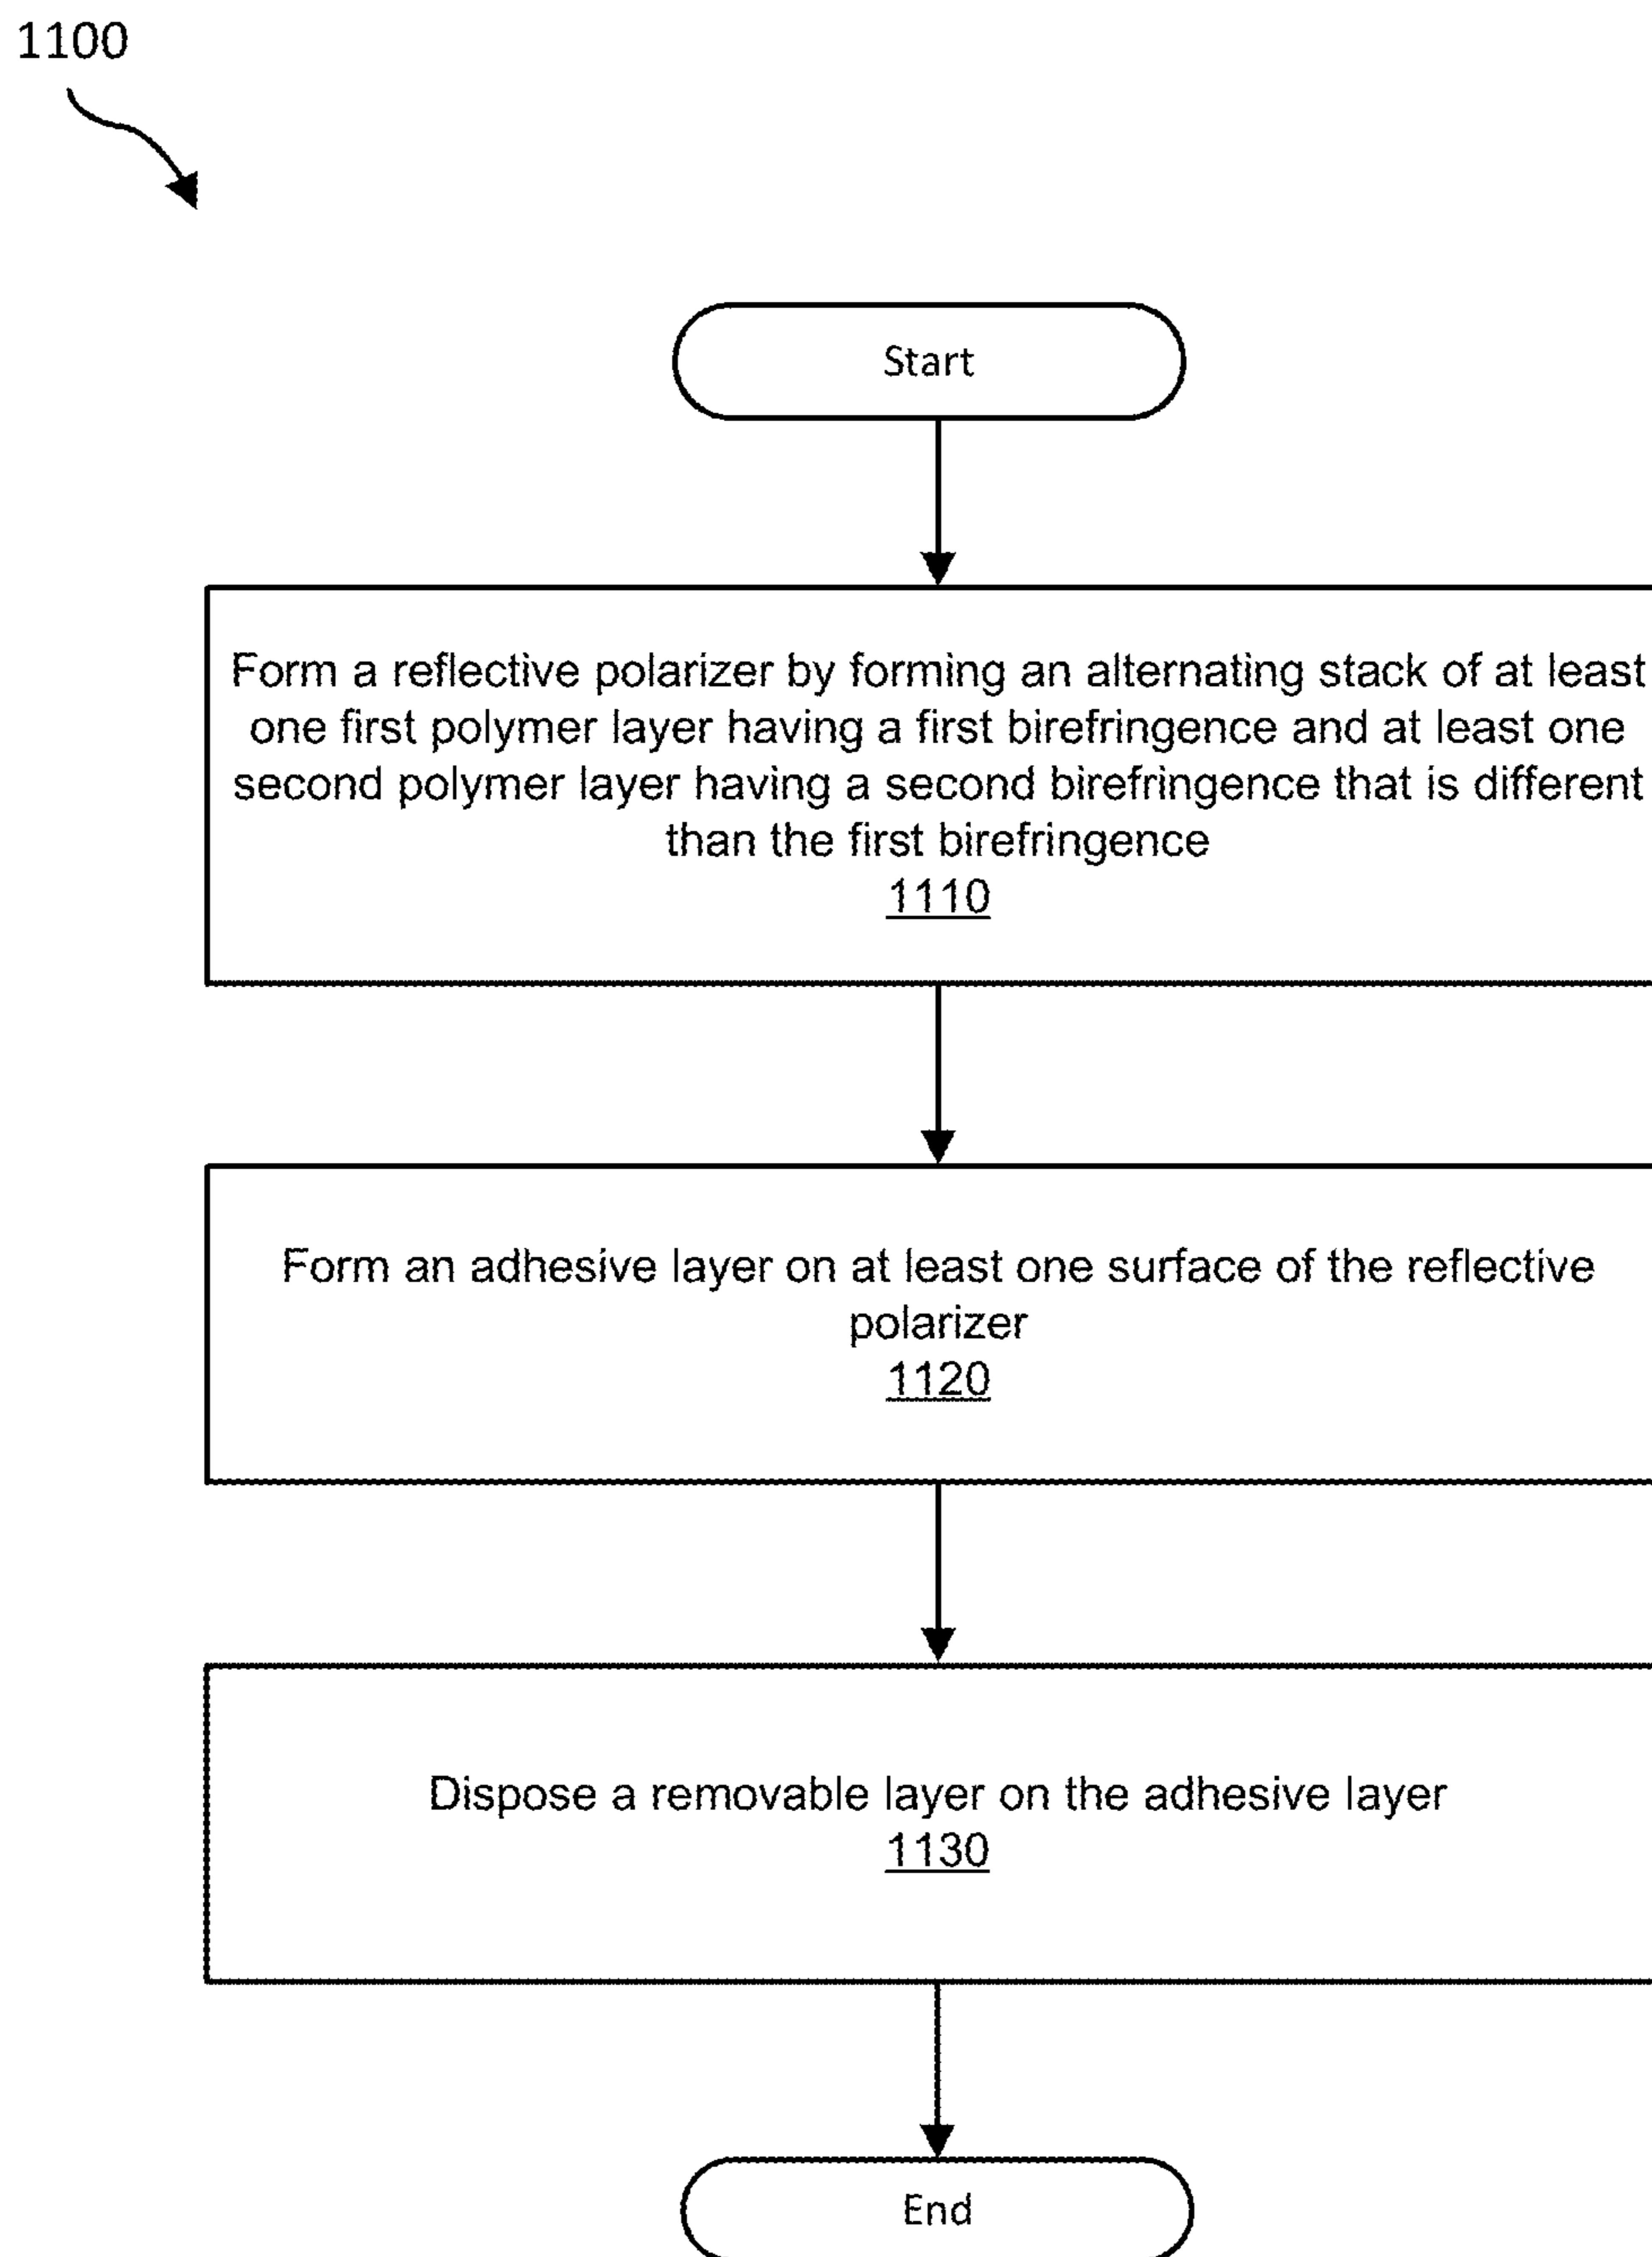 1100
Start
Form a reflective polarizer by forming an alternating stack of at least
one first polymer layer having a first birefringence and at least one
second polymer layer having a second birefringence that is different
than the first birefringence
1110
Form an adhesive layer on at least one surface of the reflective
polarizer
1120
Dispose a removable layer on the adhesive layer
1130
End